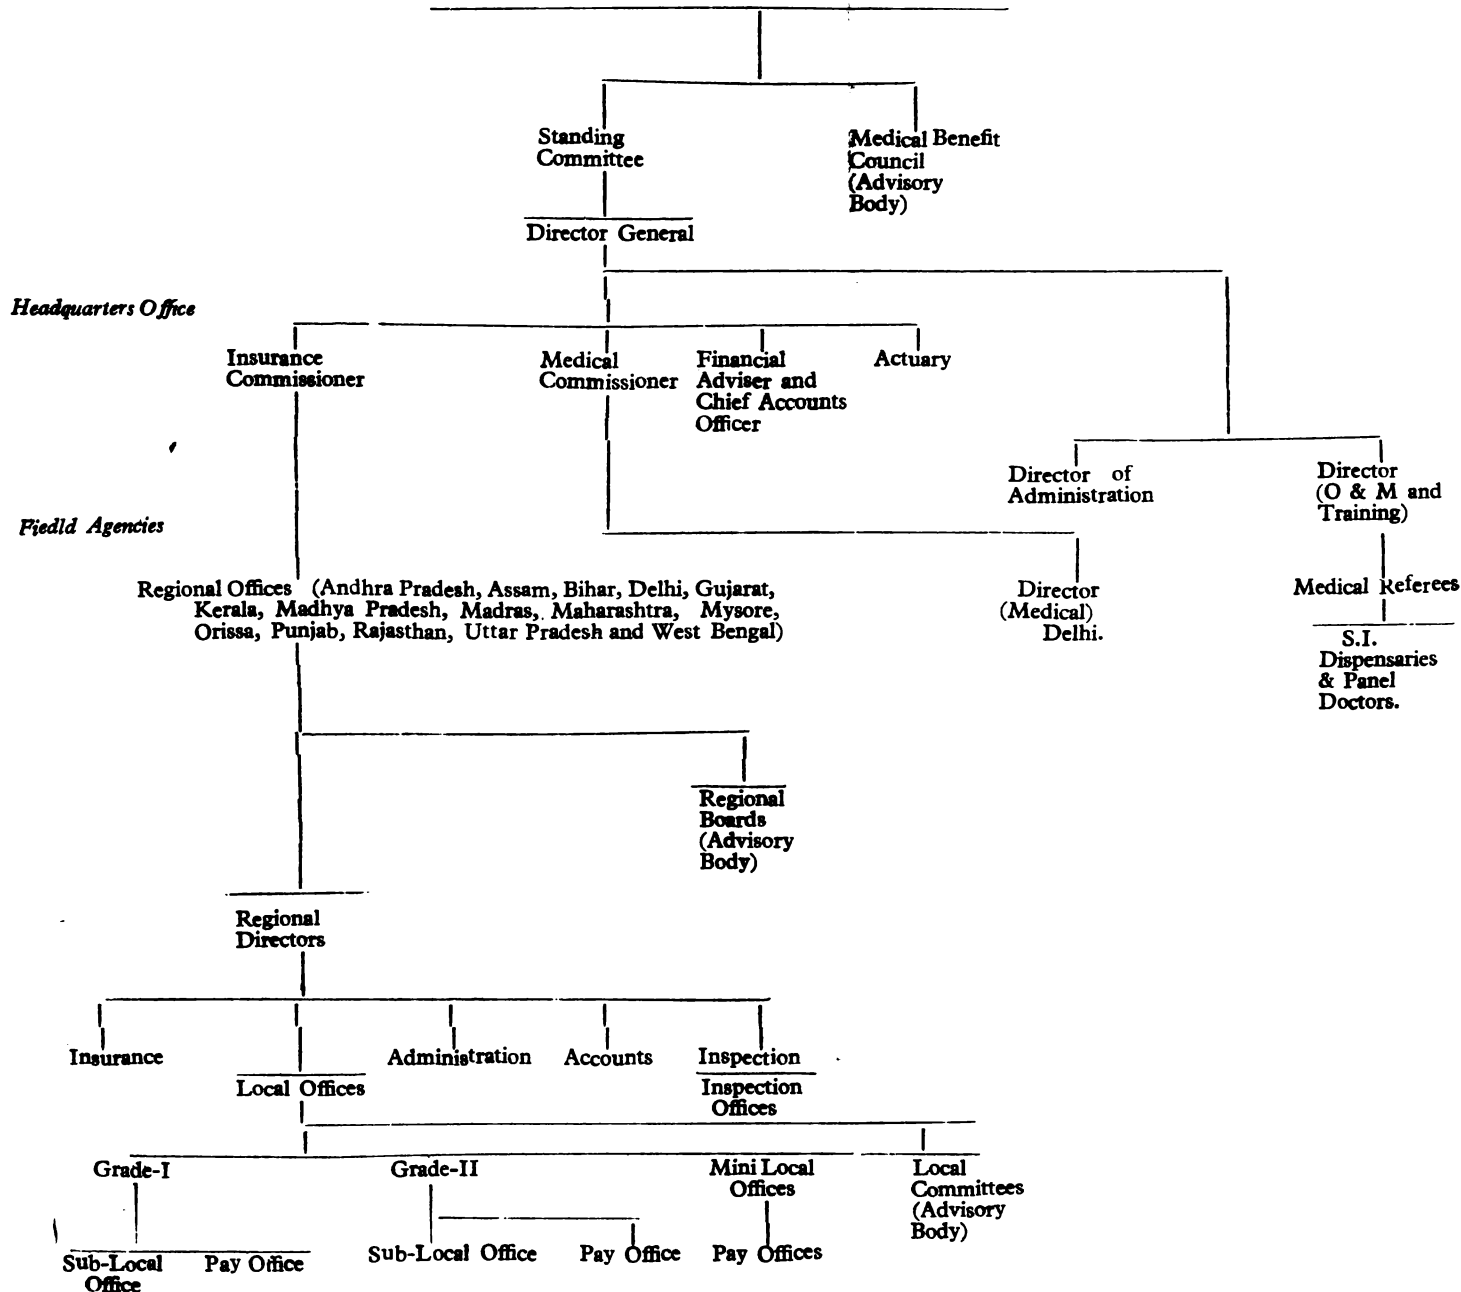 Standing
Committee
Medical Benefit
Council
(Advisory
Body)
Director General
Headquarters Office
Insurance
Commissioner
Medical
Commissioner
Financial
Adviser and
Chief Accounts
Officer
Actuary
Director of
Administration
Director
(O & M and
Training)
Fiedld Agencies
Regional Offices (Andhra Pradesh, Assam, Bihar, Delhi, Gujarat,
Kerala, Madhya Pradesh, Madras, Maharashtra, Mysore,
Orissa, Punjab, Rajasthan, Uttar Pradesh and West Bengal)
Director
(Medical)
Delhi.
Medical Referees
S.I.
Dispensaries
& Panel
Doctors.
Regional
Boards
(Advisory
Body)
Regional
Directors
Insurance
Administration
Accounts
Inspection
Local Offices
Inspection
Offices
Grade-I
Grade-II
Mini Local
Offices
Local
Committees
(Advisory
Body)
Sub-Local
Office
Pay Office
Sub-Local Office
Pay Office
Pay Offices